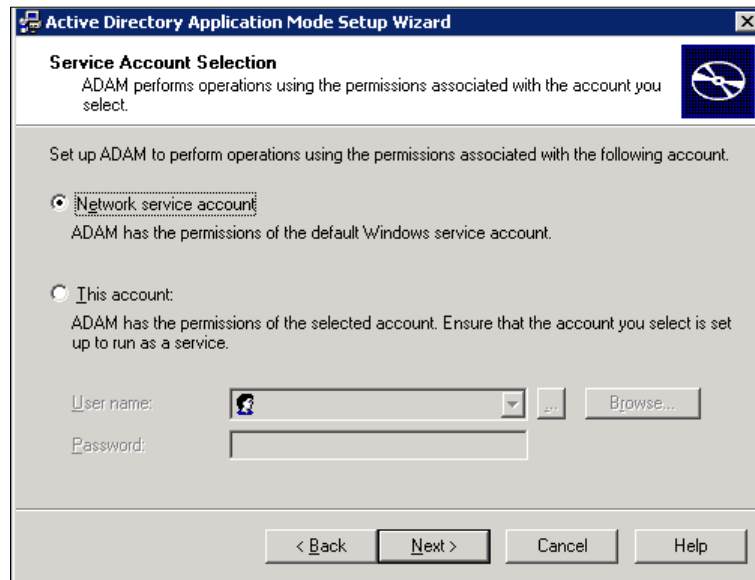 Active Directory Application Mode Setup Wizard
Service Account Selection
ADAM performs operations using the permissions associated with the account you
select.
Set up ADAM to perform operations using the permissions associated with the following account.
Network service account
ADAM has the permissions of the default Windows service account.
This account:
ADAM has the permissions of the selected account. Ensure that the account you select is set
up to run as a service.
User name:
... Browse...
Password:
< Back Next > Cancel Help